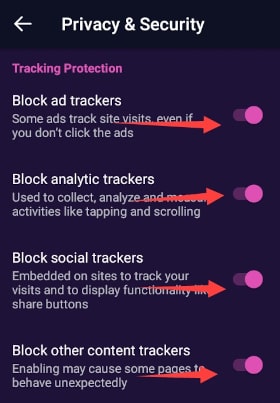 Privacy & Security
Tracking Protection
Block ad trackers
Some ads track site visits, even if
you don't click the ads
Block analytic trackers
Used to collect, analyze and measure
activities like tapping and scrolling
Block social trackers
Embedded on sites to track your
visits and to display functionality like
share buttons
Block other content trackers
Enabling may cause some pages to
behave unexpectedly